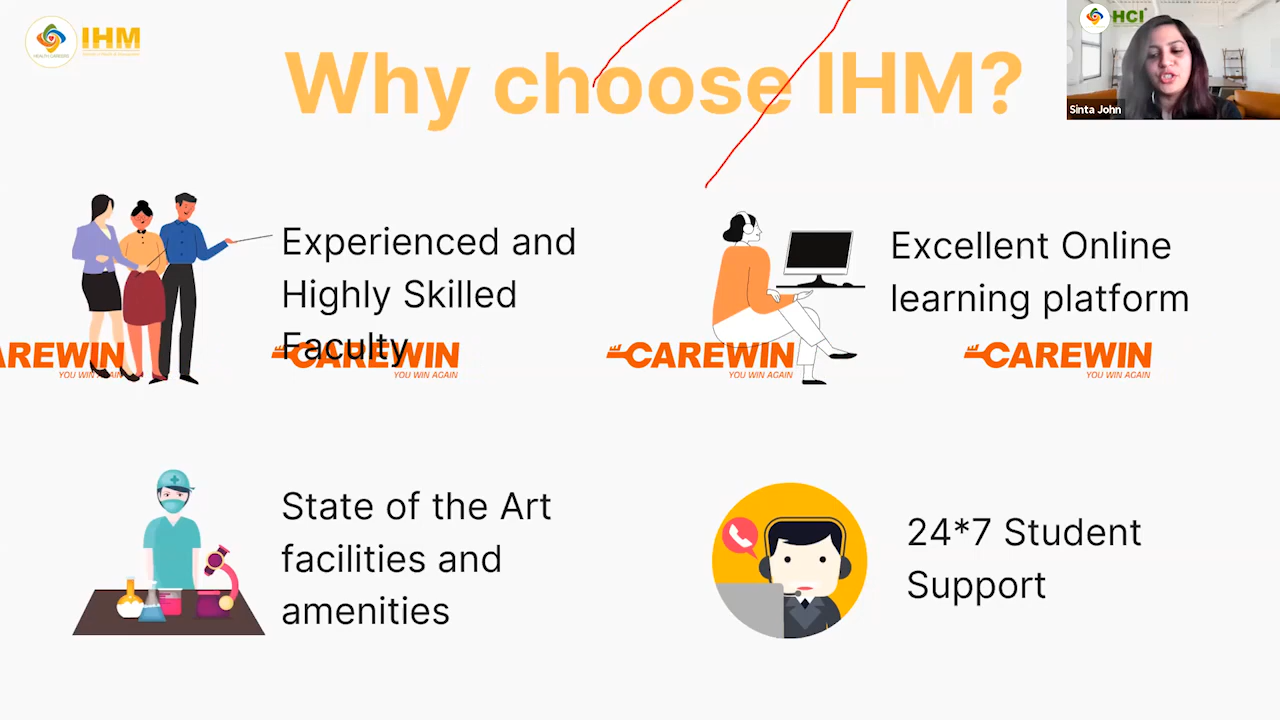 IHM
Why choose IHM?
HCI
Sinta John
Experienced and
Highly Skilled
Faculty
Excellent Online
learning platform
AREWIN
YOU WIN AGAIN
CAREWIN
YOU WIN AGAIN
CAREWIN
YOU WIN AGAIN
CAREWIN
YOU WIN AGAIN
State of the Art
facilities and
amenities
24*7 Student
Support